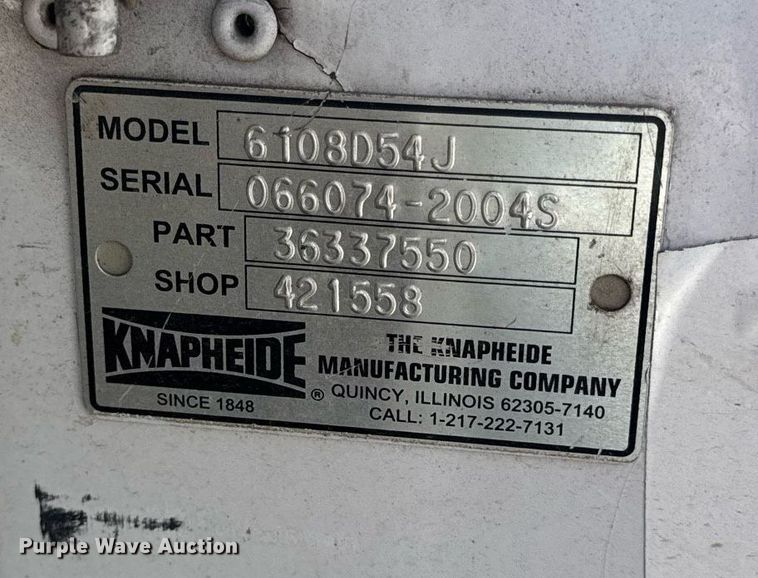 MODEL 6108D54J
SERIAL 066074-2004S
PART 36337550
SHOP 421558
KNAPHEIDE ®
SINCE 1848
THE KNAPHEIDE
MANUFACTURING COMPANY
QUINCY, ILLINOIS 62305-7140
CALL: 1-217-222-7131
Purple Wave Auction